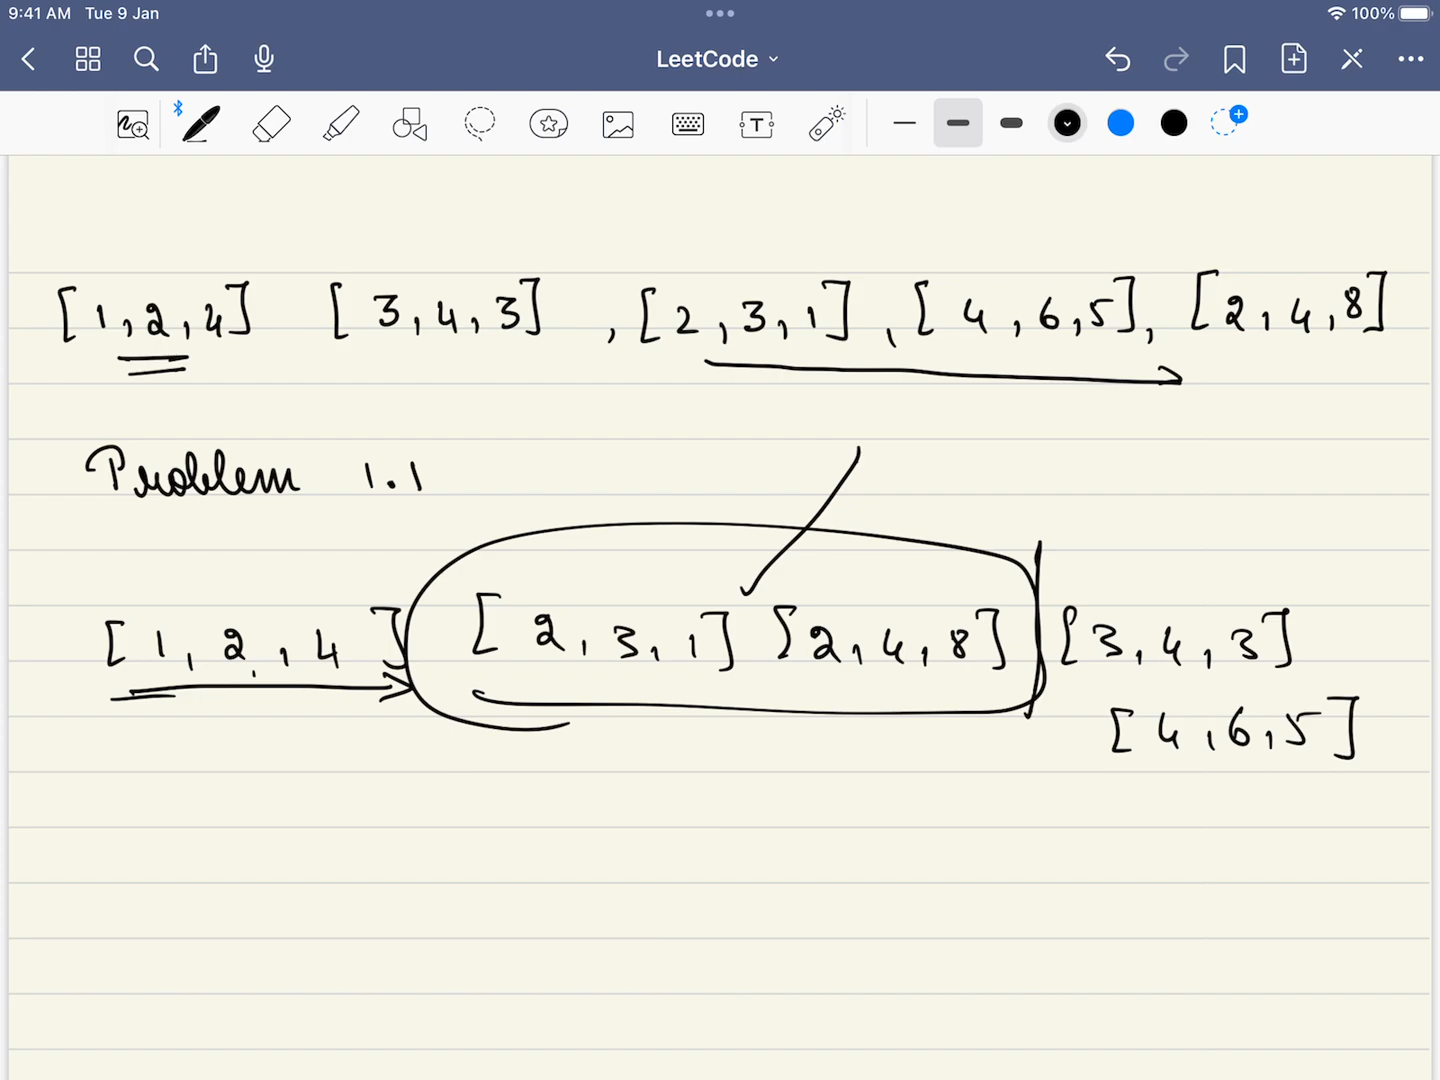 9:41 AM Tue 9 Jan 100%
LeetCode
T
[1,2,4] [3,4,3] ,[2,3,1] ,[4,6,5], [2,4,8]
Problem 1.1
[1,2,4] [2,3,1] [2,4,8] [3,4,3]
[4,6,5]